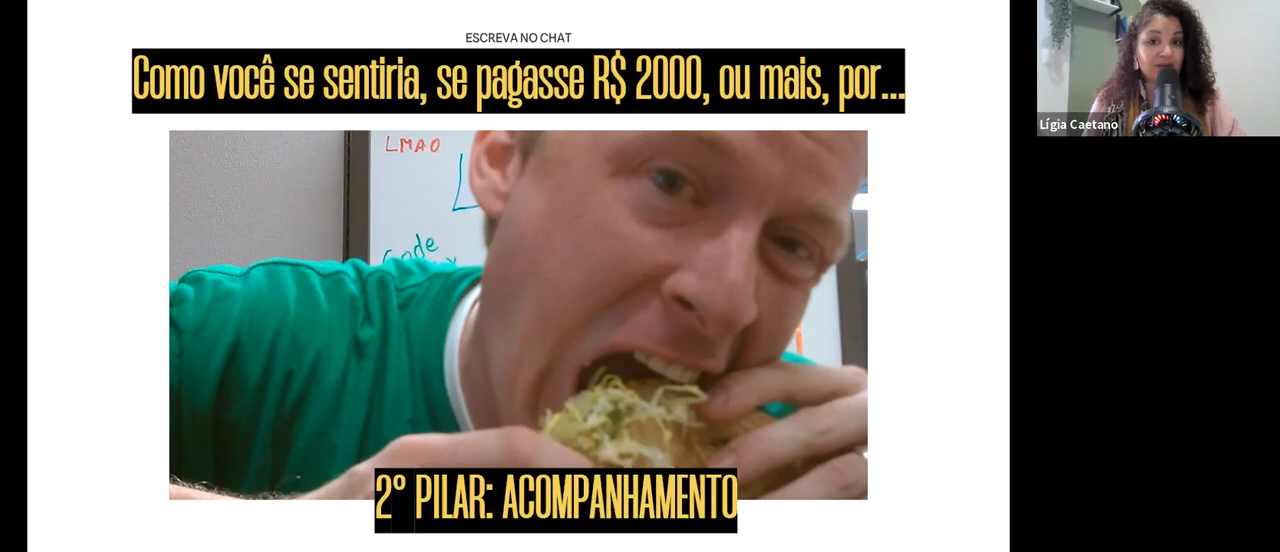 ESCREVA NO CHAT
Como você se sentiria, se pagasse R$ 2000, ou mais, por...
Lígia Caetano
LMAO
Code
2º PILAR: ACOMPANHAMENTO